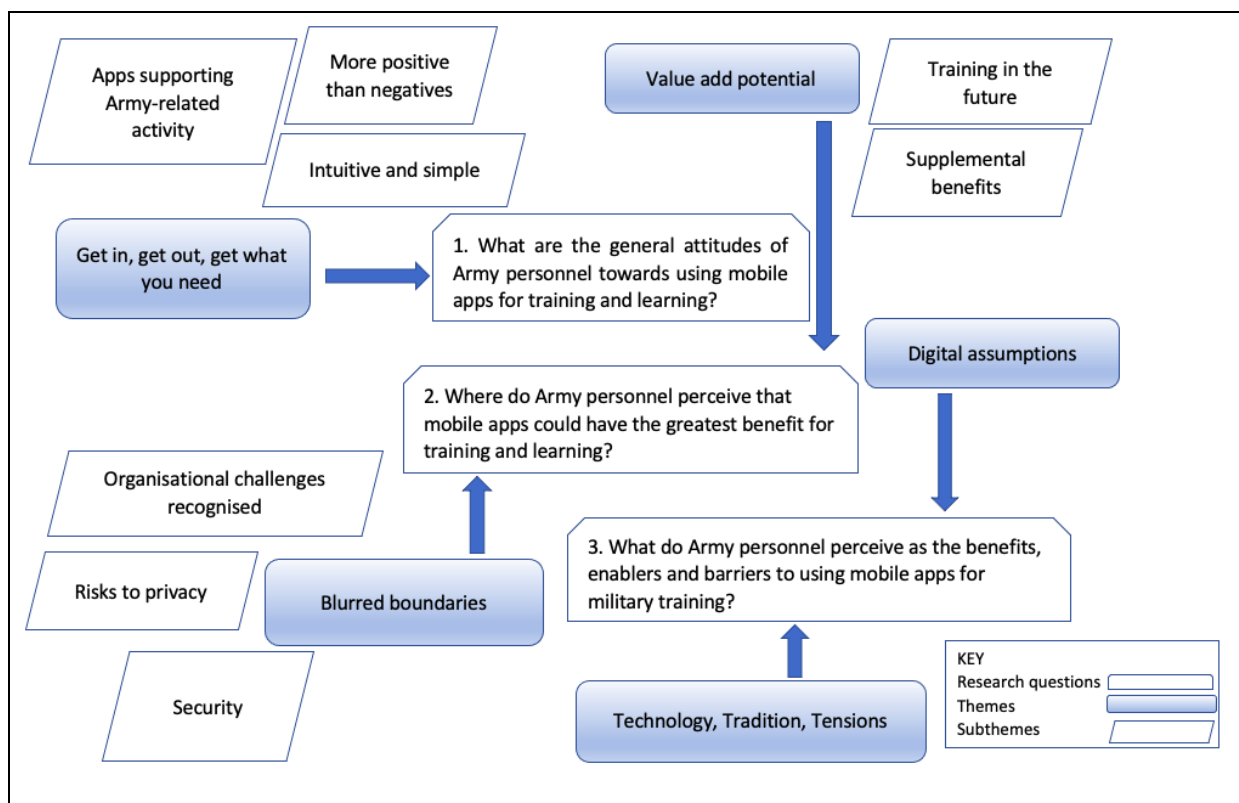 Apps supporting
Army-related
activity
More positive
than negatives
Intuitive and simple
Value add potential
Training in the
future
Supplemental
benefits
Get in, get out, get what
you need
1. What are the general attitudes of
Army personnel towards using mobile
apps for training and learning?
Digital assumptions
2. Where do Army personnel perceive that
mobile apps could have the greatest benefit for
training and learning?
Organisational challenges
recognised
Risks to privacy
Blurred boundaries
Security
3. What do Army personnel perceive as the benefits,
enablers and barriers to using mobile apps for
military training?
Technology, Tradition, Tensions
KEY
Research questions
Themes
Subthemes